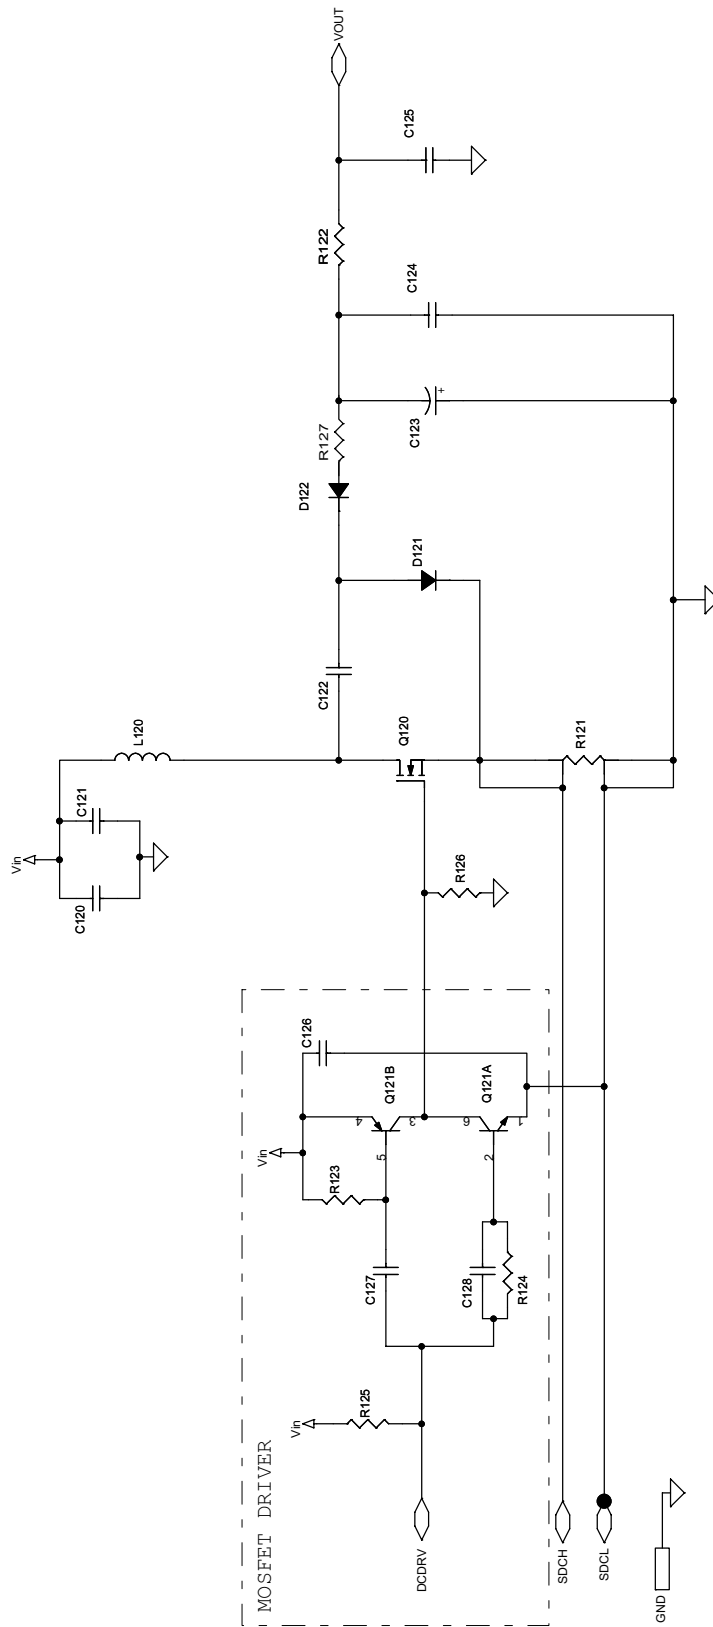 VOUT
C125
R122
C124
R127
C123
+
D122
D121
C122
Q120
R121
L120
Vin
C121
C120
R126
C126
Q121B
Q121A
4
3
6
1
5
2
Vin
R123
C127
C128
R124
Vin
R125
MOSFET DRIVER
DCDRV
SDCH
SDCL
GND